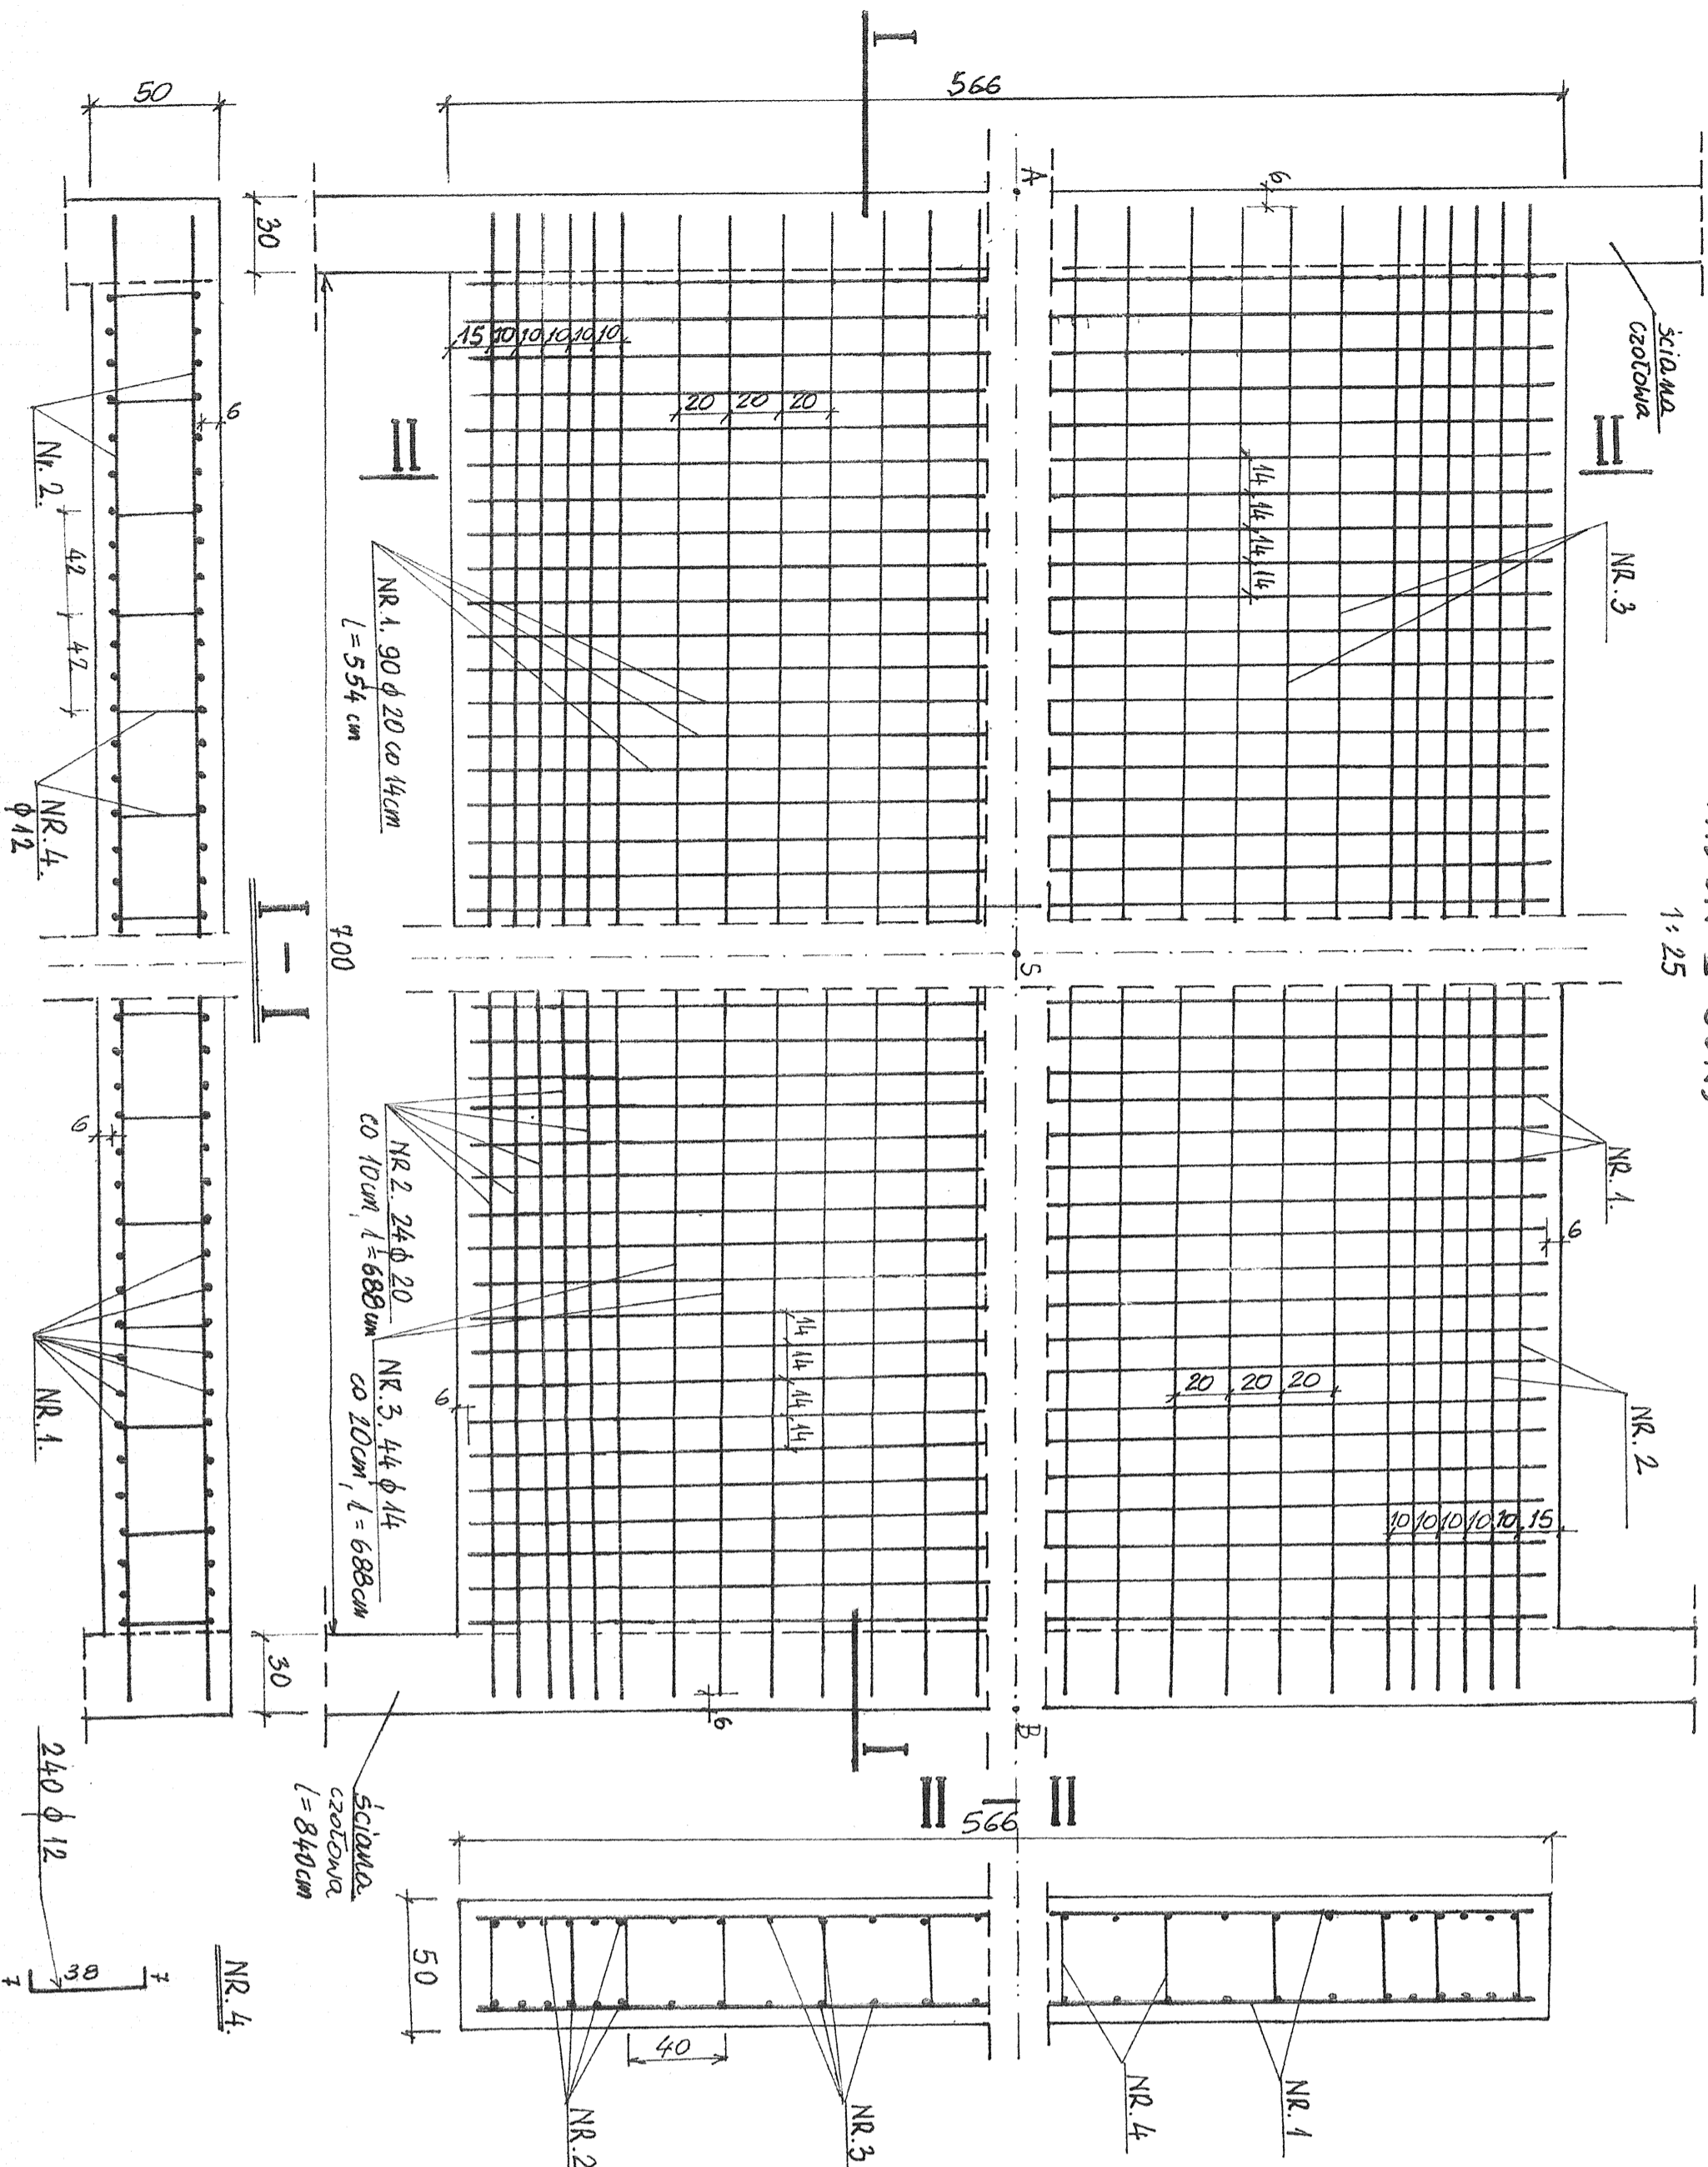 1:25
I
566
50
A
6
ściana
czołowa
II
30
15 10 10 10 10 10
20 20 20
14 14 14 14
NR.3
II
6
Nr. 2.
42
42
NR.1. 90 ϕ 20 co 14cm
l=554 cm
NR.4.
ϕ12
I - I
700
S
6
NR.1.
6
NR.2
NR 2. 24 ϕ 20
co 10cm, l=688cm
NR.3. 44 ϕ 14
co 20cm, l=688cm
14 14 14 14
20 20 20
10 10 10 10 10 15
6
NR.1.
30
6
I
B
ściana
czołowa
l=840cm
II - II
566
240 ϕ 12
7
38
7
NR.4.
50
40
NR.2
NR.3
NR.4
NR.1